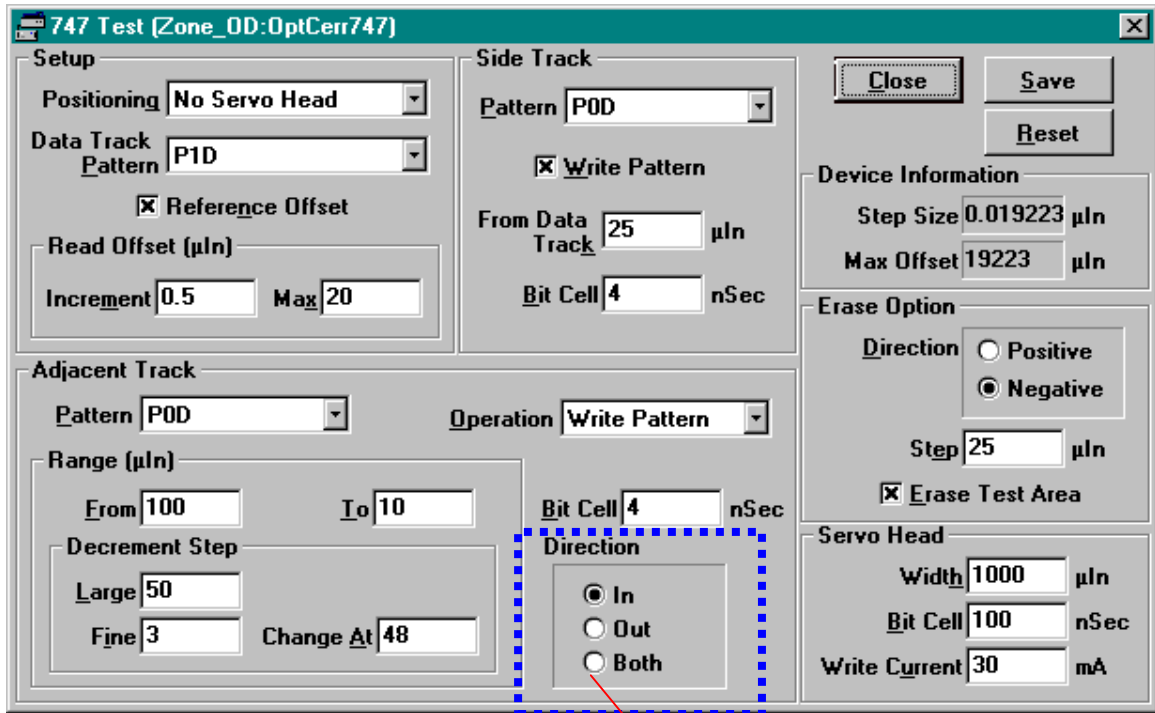 747 Test (Zone_OD:OptCerr747)
Setup
Positioning No Servo Head
Data Track
Pattern P1D
Reference Offset
Read Offset (µIn)
Increment 0.5 Max 20
Side Track
Pattern P0D
Write Pattern
From Data
Track 25 µIn
Bit Cell 4 nSec
Close Save
Reset
Device Information
Step Size 0.019223 µIn
Max Offset 19223 µIn
Erase Option
Direction Positive
Negative
Step 25 µIn
Erase Test Area
Adjacent Track
Pattern P0D Operation Write Pattern
Range (µIn)
From 100 To 10
Bit Cell 4 nSec
Decrement Step
Large 50
Fine 3 Change At 48
Direction
In
Out
Both
Servo Head
Width 1000 µIn
Bit Cell 100 nSec
Write Current 30 mA